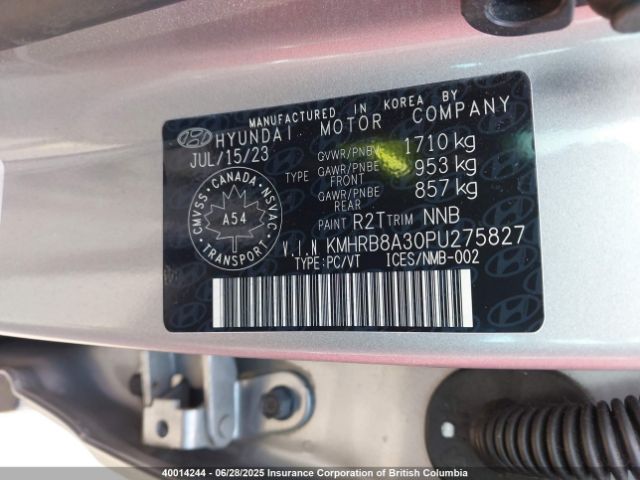 MANUFACTURED IN KOREA BY
HYUNDAI MOTOR COMPANY
JUL/15/23
GVWR/PNBV 1710 kg
TYPE GAWR/PNBE FRONT 953 kg
GAWR/PNBE REAR 857 kg
PAINT R2T TRIM NNB
CMVSS • CANADA • NSVAC • TRANSPORT
A54
V.I.N KMHRB8A30PU275827
TYPE:PC/VT ICES/NMB-002
40014244 - 06/28/2025 Insurance Corporation of British Columbia